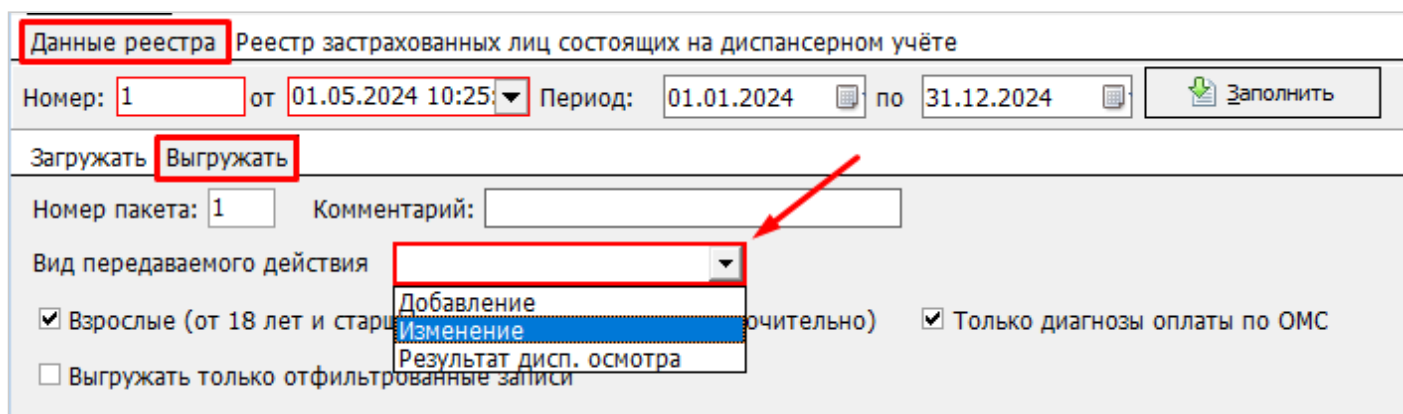 Данные реестра Реестр застрахованных лиц состоящих на диспансерном учёте
Номер: 1 от 01.05.2024 10:25: Период: 01.01.2024 по 31.12.2024 Заполнить
Загружать Выгружать
Номер пакета: 1 Комментарий:
Вид передаваемого действия
Добавление
Взрослые (от 18 лет и старш Изменение очительно) Только диагнозы оплаты по ОМС
Результат дисп. осмотра
Выгружать только отфильтрованные записи